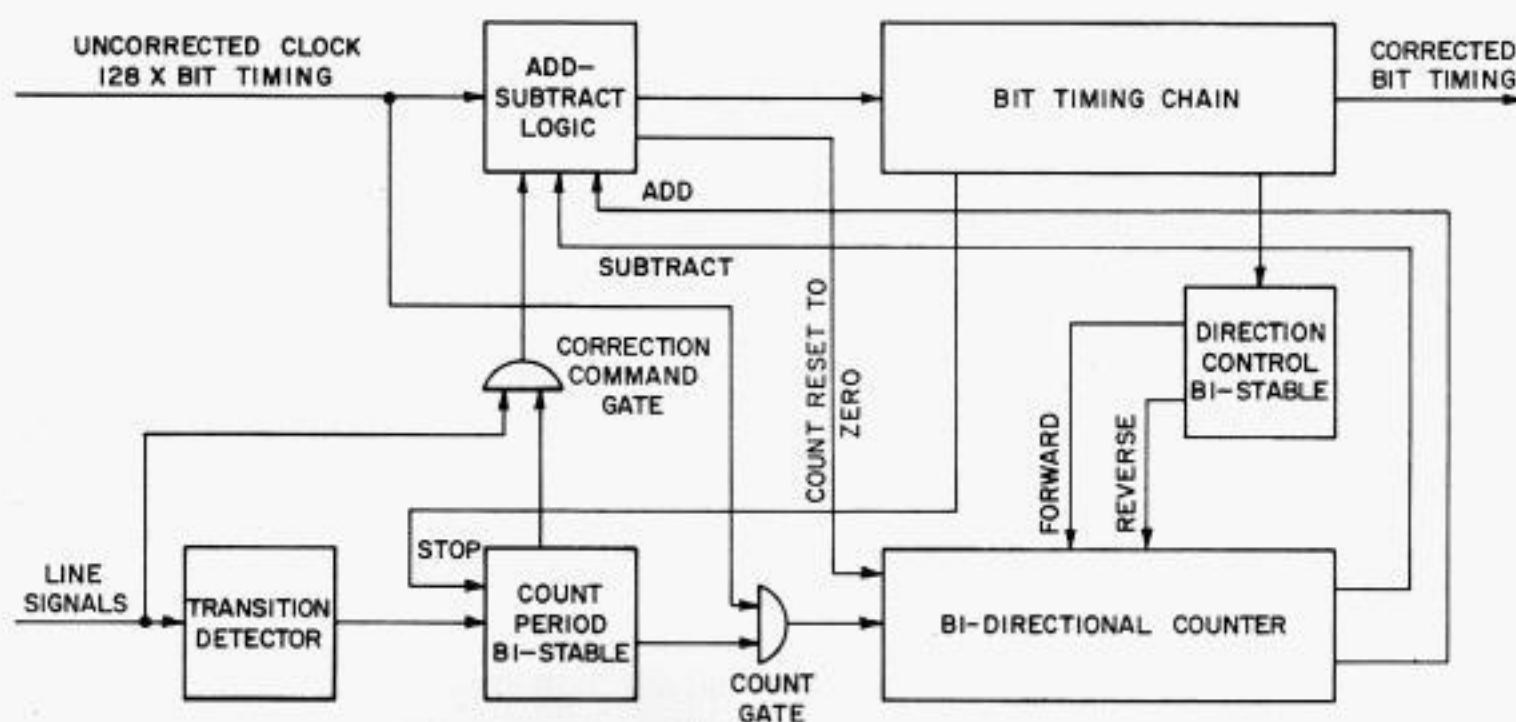 UNCORRECTED CLOCK
128 X BIT TIMING
ADD-
SUBTRACT
LOGIC
BIT TIMING CHAIN
CORRECTED
BIT TIMING
ADD
SUBTRACT
COUNT RESET TO
ZERO
DIRECTION
CONTROL
BI-STABLE
CORRECTION
COMMAND
GATE
FORWARD
REVERSE
STOP
LINE
SIGNALS
TRANSITION
DETECTOR
COUNT
PERIOD
BI-STABLE
COUNT
GATE
BI-DIRECTIONAL COUNTER